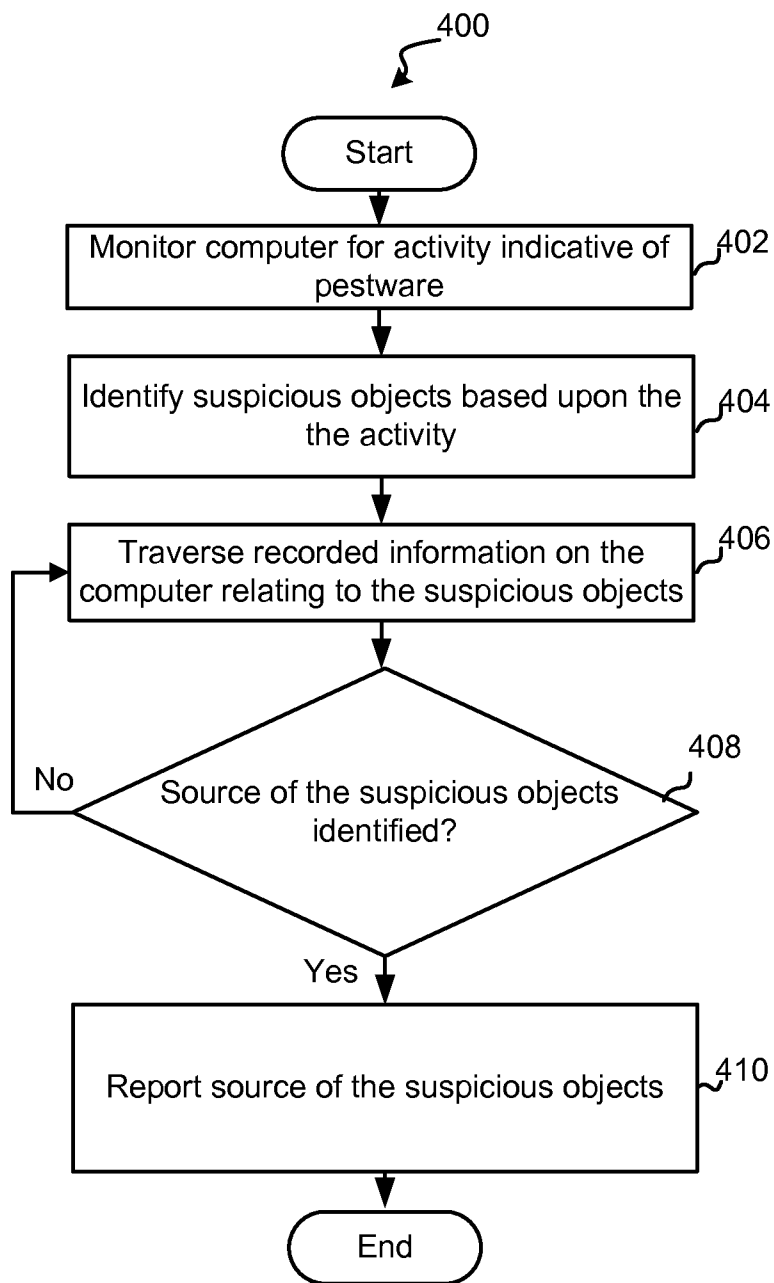 400
Start
Monitor computer for activity indicative of
pestware
402
Identify suspicious objects based upon the
the activity
404
Traverse recorded information on the
computer relating to the suspicious objects
406
408
No
Source of the suspicious objects
identified?
Yes
Report source of the suspicious objects
410
End